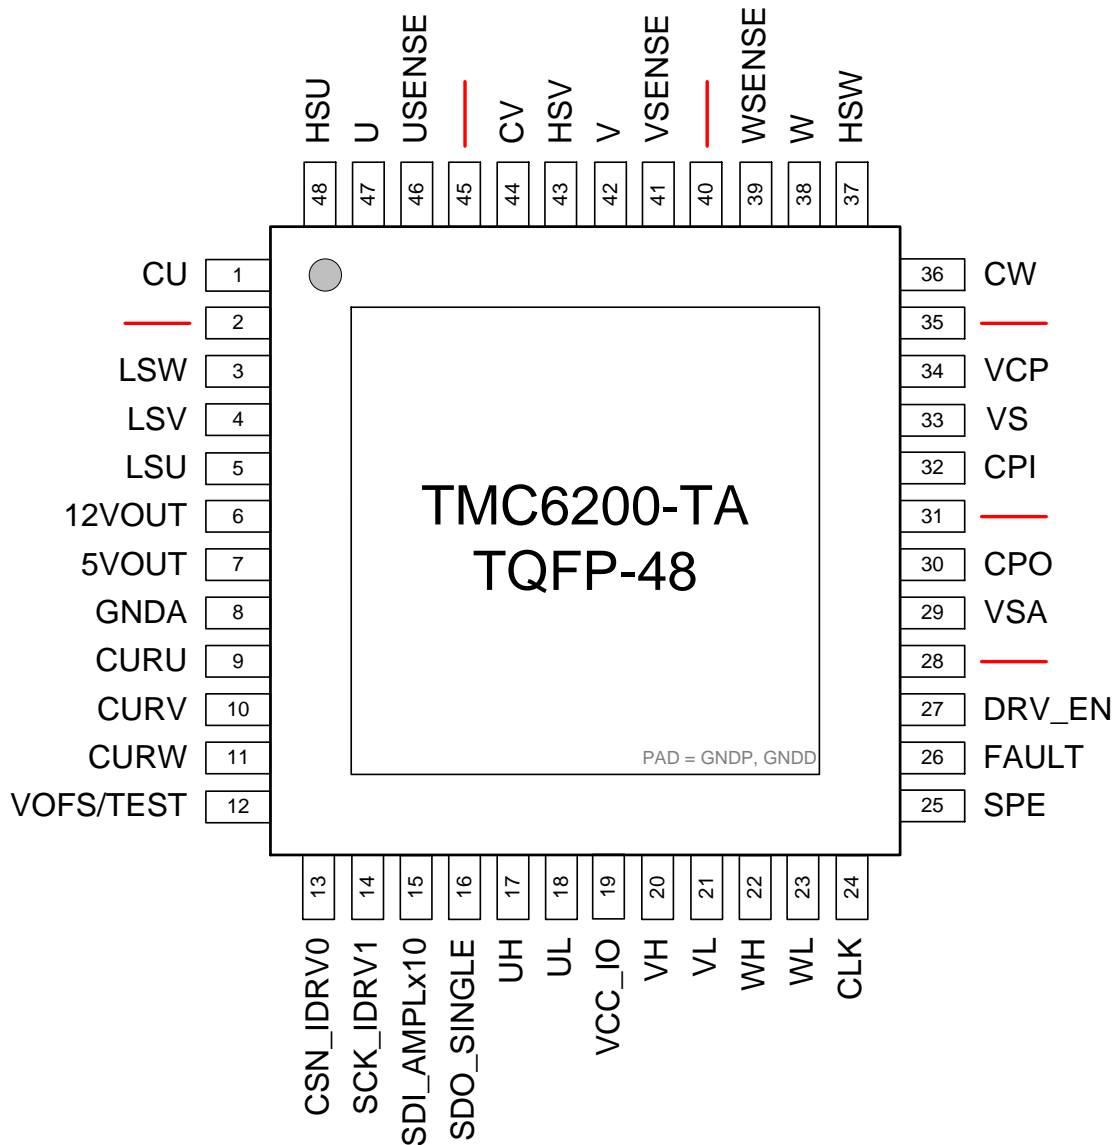 HSU
U
USENSE
CV
HSV
V
VSENSE
WSENSE
W
HSW
48
47
46
45
44
43
42
41
40
39
38
37
CU 1
2
LSW 3
LSV 4
LSU 5
12VOUT 6
5VOUT 7
GNDA 8
CURU 9
CURV 10
CURW 11
VOFS/TEST 12
TMC6200-TA
TQFP-48
PAD = GNDP, GNDD
36 CW
35
34 VCP
33 VS
32 CPI
31
30 CPO
29 VSA
28
27 DRV_EN
26 FAULT
25 SPE
13
14
15
16
17
18
19
20
21
22
23
24
CSN_IDRV0
SCK_IDRV1
SDI_AMPLx10
SDO_SINGLE
UH
UL
VCC_IO
VH
VL
WH
WL
CLK